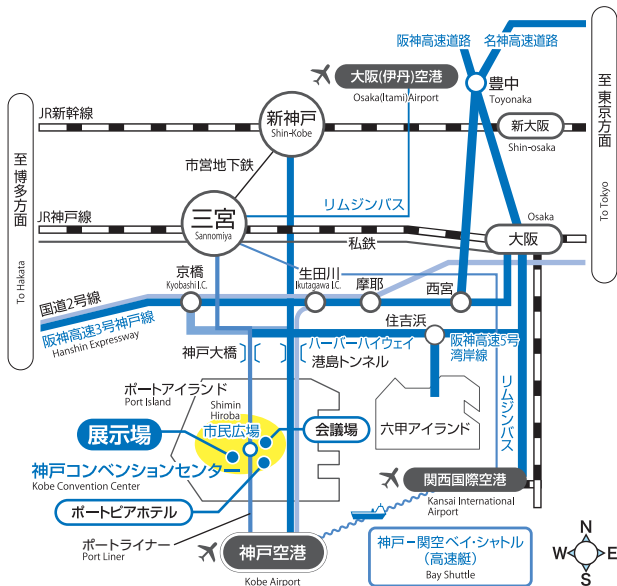 阪神高速道路
名神高速道路
大阪(伊丹)空港
Osaka(Itami) Airport
豊中
Toyonaka
至東京方面
To Tokyo
至博多方面
To Hakata
JR新幹線
新神戸
Shin-Kobe
新大阪
Shin-osaka
市営地下鉄
リムジンバス
JR神戸線
三宮
Sannomiya
私鉄
Osaka
大阪
京橋
Kyobashi I.C.
生田川
Ikutagawa I.C.
摩耶
西宮
国道2号線
阪神高速3号神戸線
Hanshin Expressway
住吉浜
神戸大橋
ハーバーハイウェイ
港島トンネル
阪神高速5号
湾岸線
リムジンバス
ポートアイランド
Port Island
Shimin
Hiroba
市民広場
展示場
会議場
六甲アイランド
神戸コンベンションセンター
Kobe Convention Center
ポートピアホテル
関西国際空港
Kansai International
Airport
ポートライナー
Port Liner
神戸空港
Kobe Airport
神戸−関空ベイ・シャトル
(高速艇)
Bay Shuttle
N
W
E
S